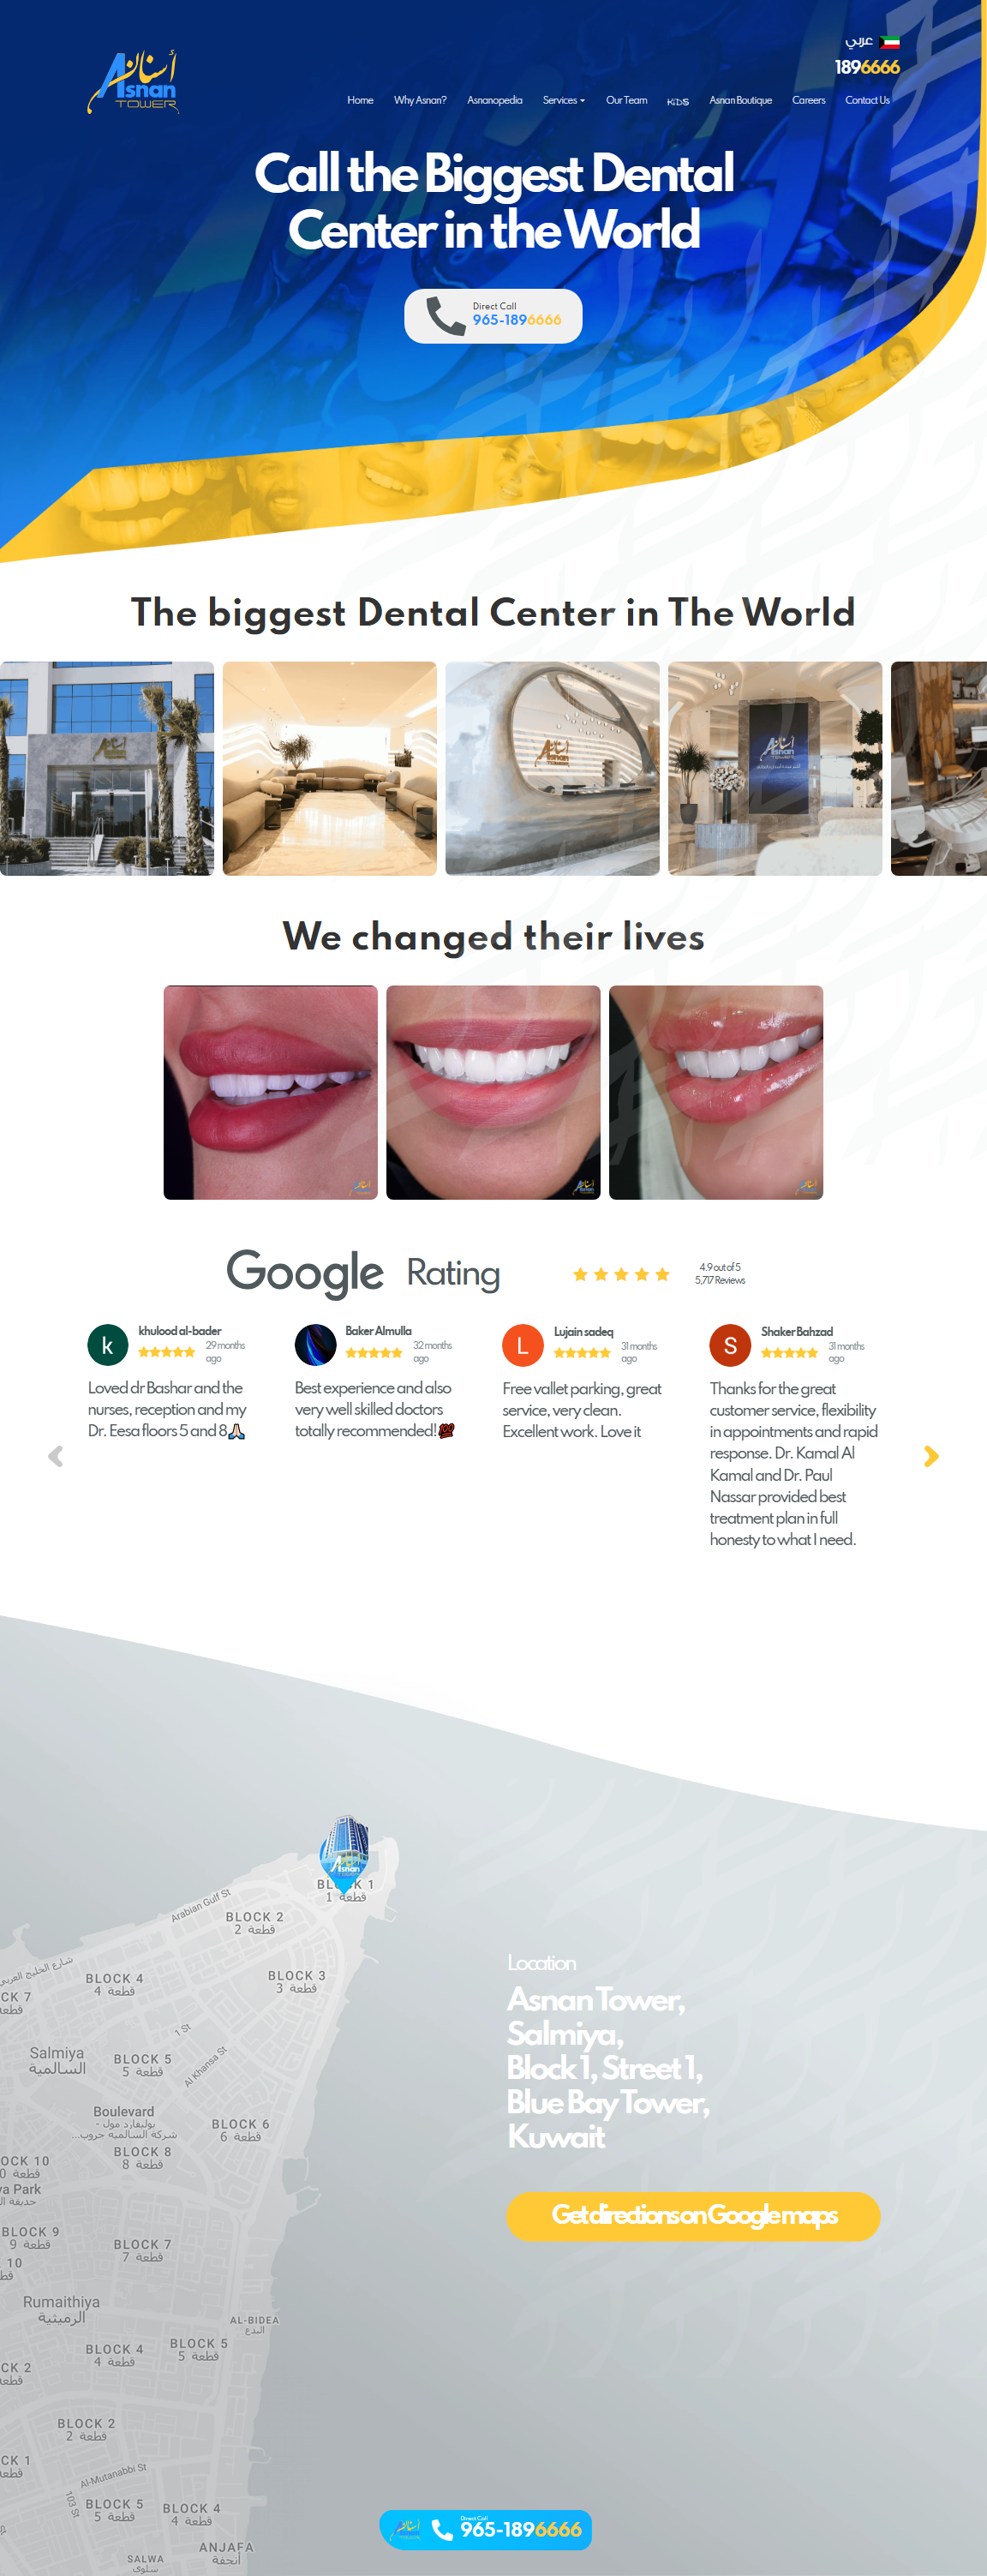 عربي
1896666
أسنان
Asnan
TOWER
Home Why Asnan? Asnanopedia Services Our Team KiDS Asnan Boutique Careers Contact Us
Call the Biggest Dental
Center in the World
Direct Call
965-1896666
The biggest Dental Center in The World
أسنان
Asnan
TOWER
We changed their lives
Google Rating
4.9 out of 5
5,717 Reviews
khulood al-bader
29 months
ago
Loved dr Bashar and the
nurses, reception and my
Dr. Eesa floors 5 and 8🙏🏻
Baker Almulla
32 months
ago
Best experience and also
very well skilled doctors
totally recommended!💯
Lujain sadeq
31 months
ago
Free vallet parking, great
service, very clean.
Excellent work. Love it
Shaker Bahzad
31 months
ago
Thanks for the great
customer service, flexibility
in appointments and rapid
response. Dr. Kamal Al
Kamal and Dr. Paul
Nassar provided best
treatment plan in full
honesty to what I need.
Asnan
BLOCK 1
قطعة 1
Arabian Gulf St
BLOCK 2
قطعة 2
شارع الخليج العربي
BLOCK 3
قطعة 3
BLOCK 4
قطعة 4
CK 7
قطعة
1 St
Salmiya
السالمية
BLOCK 5
قطعة 5
Al Khansa St
Boulevard
بوليفارد مول -
شركة السالمية جروب...
BLOCK 6
قطعة 6
BLOCK 8
قطعة 8
OCK 10
قطعة 0
ya Park
حديقة ال
BLOCK 9
قطعة 9
BLOCK 7
قطعة 7
10
Rumaithiya
الرميثية
AL-BIDEA
البدع
BLOCK 4
قطعة 4
BLOCK 5
قطعة 5
CK 2
قطعة
BLOCK 2
قطعة 2
CK 1
قطعة
Al-Mutanabbi St
103 St
BLOCK 5
قطعة 5
BLOCK 4
قطعة 4
ANJAFA
أنجفة
SALWA
سلوى
Location
Asnan Tower,
Salmiya,
Block 1, Street 1,
Blue Bay Tower,
Kuwait
Get directions on Google maps
Direct Call
965-1896666